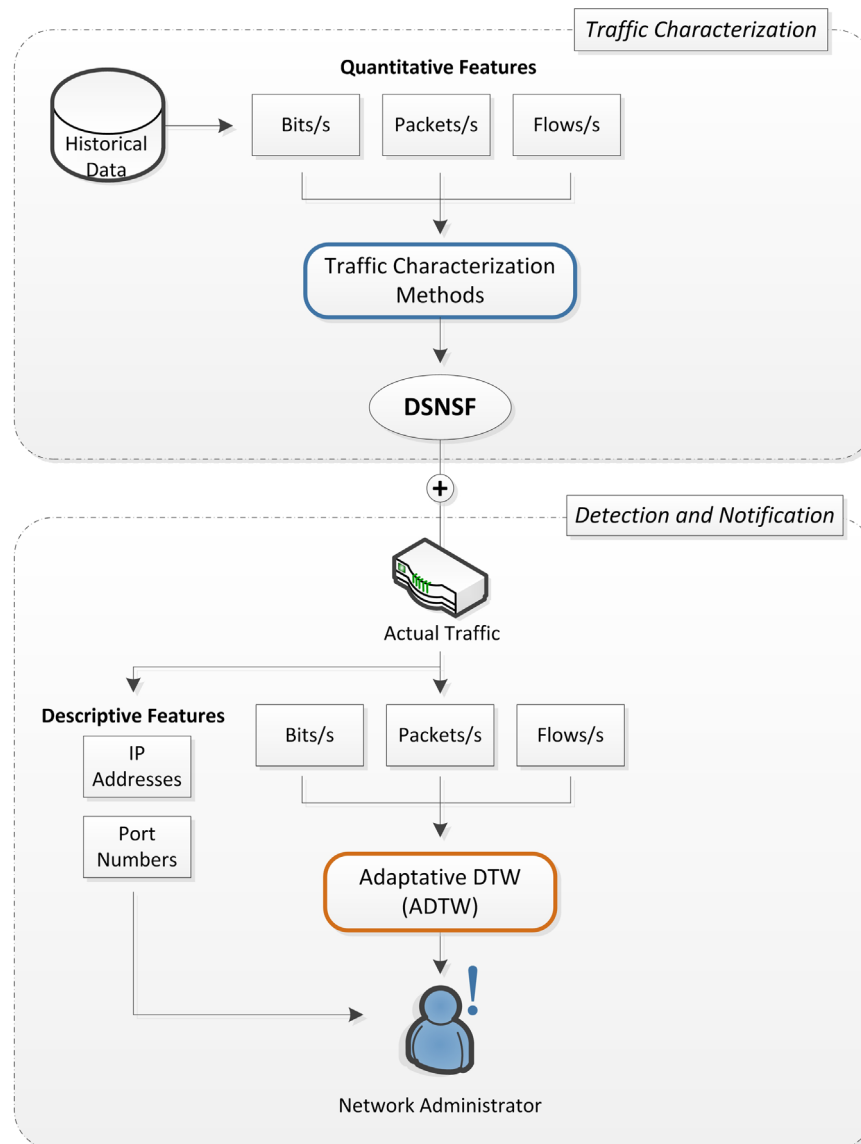 Traffic Characterization
Quantitative Features
Historical
Data
Bits/s
Packets/s
Flows/s
Traffic Characterization
Methods
DSNSF
+
Detection and Notification
Actual Traffic
Descriptive Features
IP
Addresses
Port
Numbers
Bits/s
Packets/s
Flows/s
Adaptative DTW
(ADTW)
!
Network Administrator